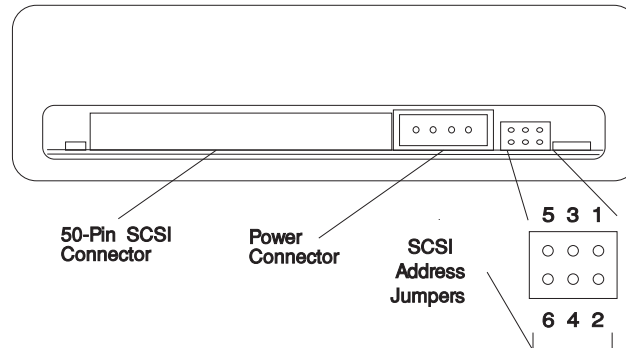 50-Pin SCSI
Connector
Power
Connector
SCSI
Address
Jumpers
5 3 1
6 4 2